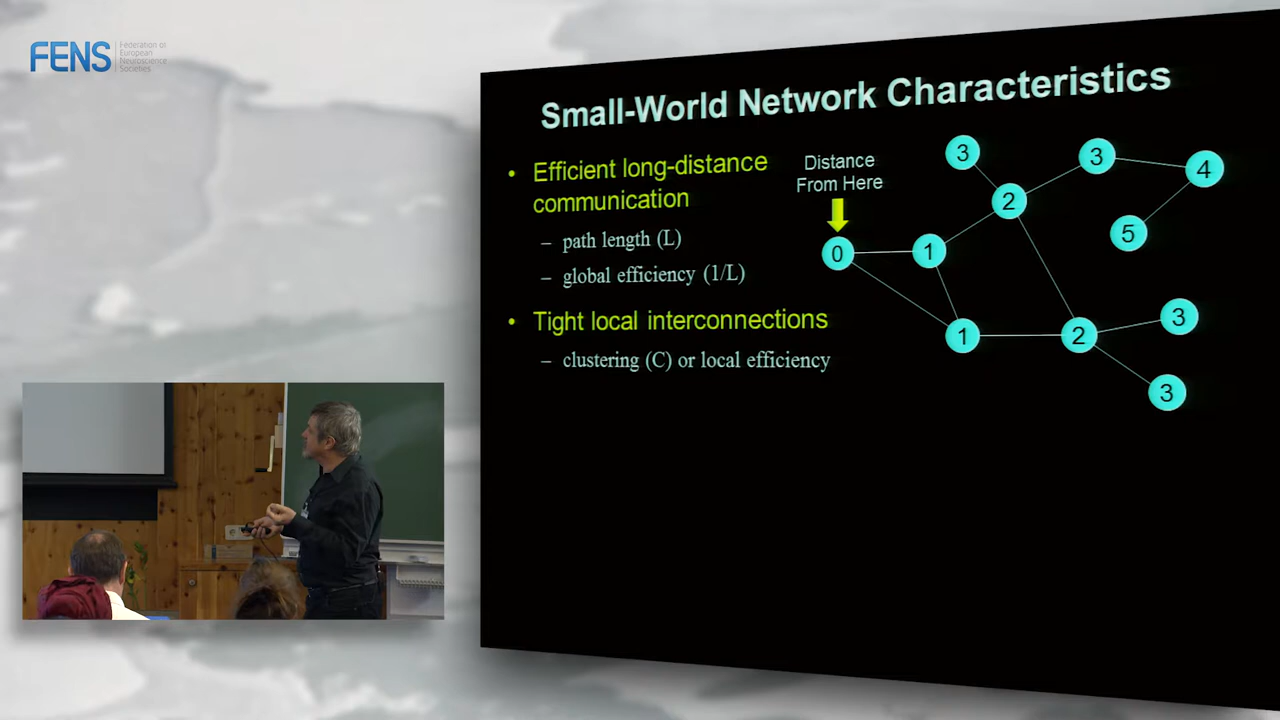 FENS
Federation of
European
Neuroscience
Societies
Small-World Network Characteristics
• Efficient long-distance
communication
– path length (L)
– global efficiency (1/L)
• Tight local interconnections
– clustering (C) or local efficiency
Distance
From Here
3
3
4
2
5
0
1
1
2
3
3